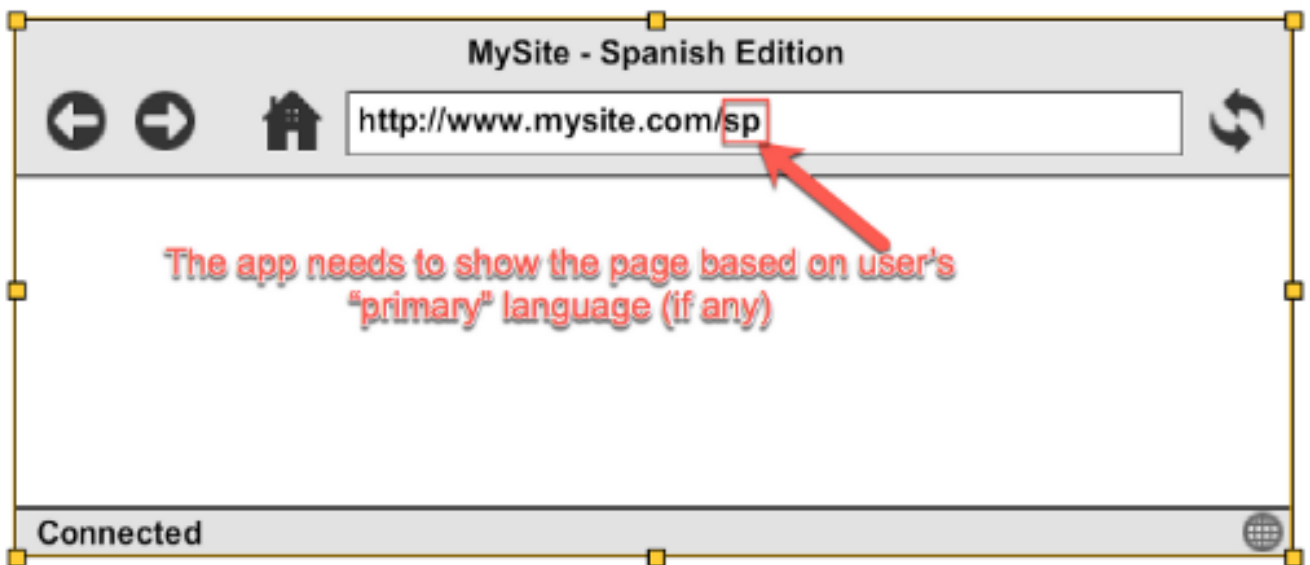 MySite - Spanish Edition
http://www.mysite.com/sp
The app needs to show the page based on user's
“primary” language (if any)
Connected